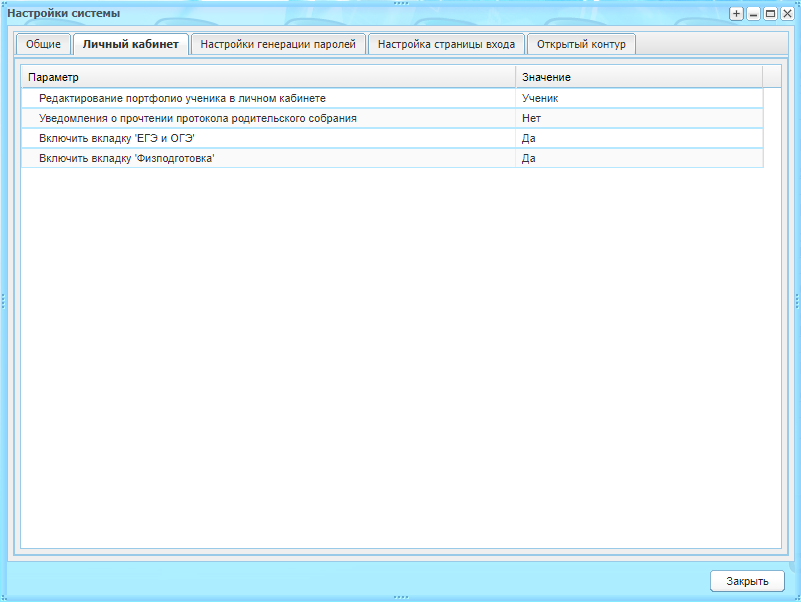 Настройки системы
Общие Личный кабинет Настройки генерации паролей Настройка страницы входа Открытый контур
Параметр Значение
Редактирование портфолио ученика в личном кабинете Ученик
Уведомления о прочтении протокола родительского собрания Нет
Включить вкладку 'ЕГЭ и ОГЭ' Да
Включить вкладку 'Физподготовка' Да
Закрыть